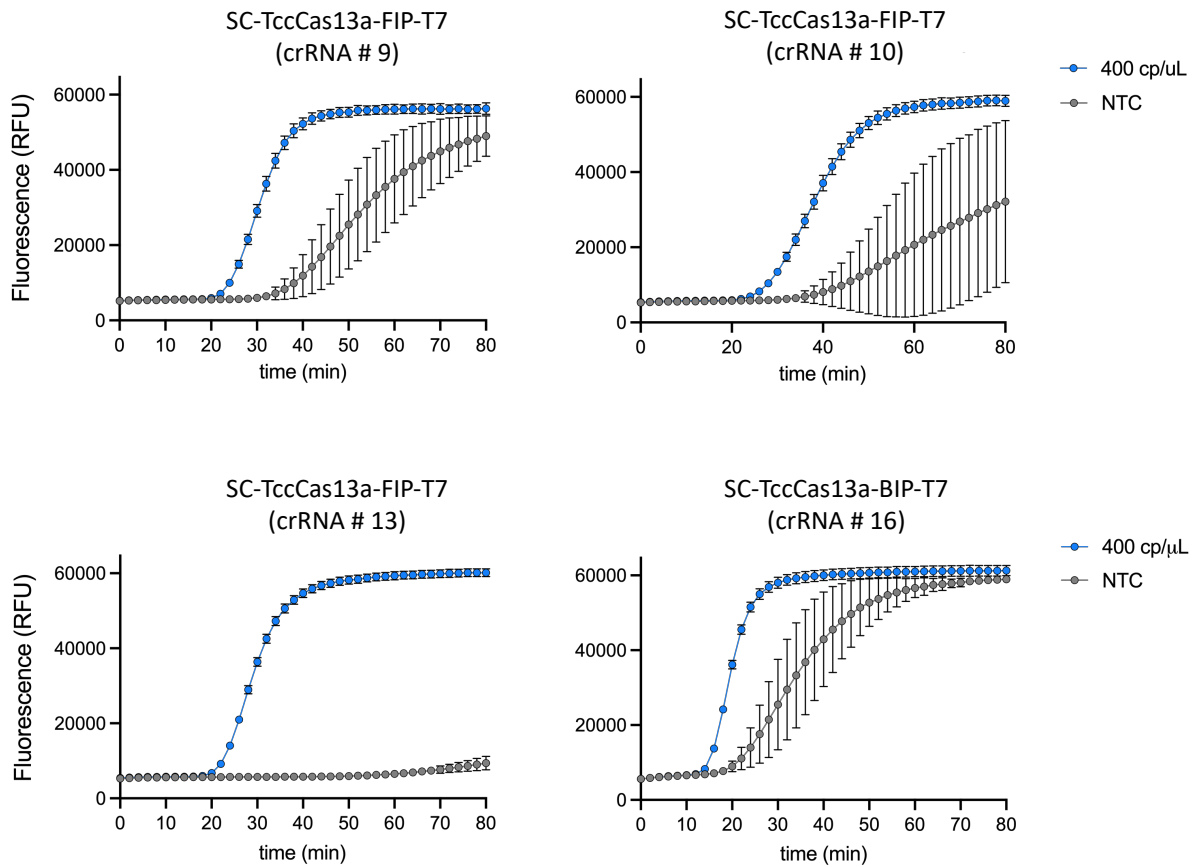 SC-TccCas13a-FIP-T7
(crRNA # 9)
SC-TccCas13a-FIP-T7
(crRNA # 10)
400 cp/uL
NTC
Fluorescence (RFU)
60000
40000
20000
0
0 10 20 30 40 50 60 70 80
time (min)
60000
40000
20000
0
0 20 40 60 80
time (min)
SC-TccCas13a-FIP-T7
(crRNA # 13)
SC-TccCas13a-BIP-T7
(crRNA # 16)
400 cp/μL
NTC
Fluorescence (RFU)
60000
40000
20000
0
0 10 20 30 40 50 60 70 80
time (min)
60000
40000
20000
0
0 10 20 30 40 50 60 70 80
time (min)